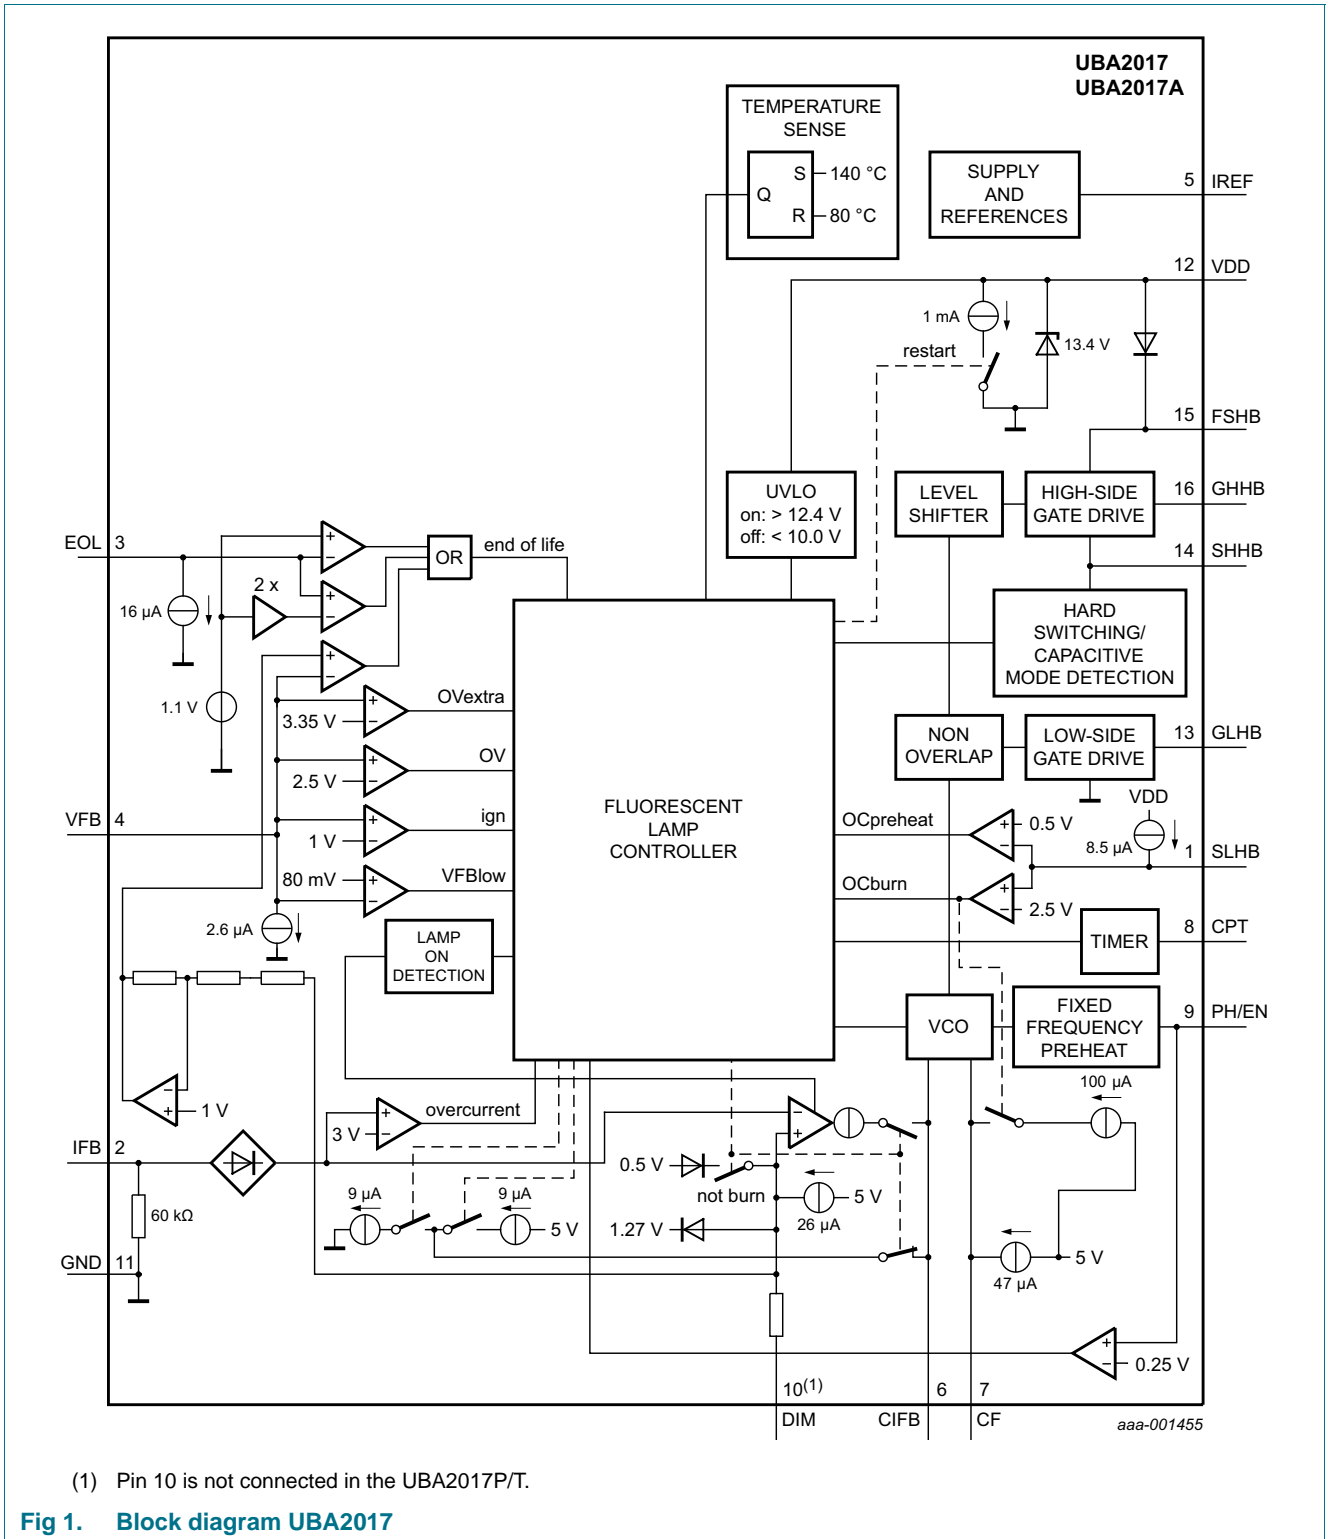 UBA2017
UBA2017A
TEMPERATURE
SENSE
S
140 °C
Q
R
80 °C
SUPPLY
AND
REFERENCES
5
IREF
12
VDD
1 mA
13.4 V
restart
15
FSHB
UVLO
on: > 12.4 V
off: < 10.0 V
LEVEL
SHIFTER
HIGH-SIDE
GATE DRIVE
16
GHHB
14
SHHB
EOL
3
+
−
OR
end of life
2 x
+
−
16 µA
HARD
SWITCHING/
CAPACITIVE
MODE DETECTION
+
−
1.1 V
OVextra
+
3.35 V
−
NON
OVERLAP
LOW-SIDE
GATE DRIVE
13
GLHB
OV
+
2.5 V
−
VDD
FLUORESCENT
LAMP
CONTROLLER
VFB
4
ign
+
1 V
−
OCpreheat
+
0.5 V
−
8.5 µA
1
SLHB
80 mV
+
VFBlow
−
OCburn
+
−
2.5 V
2.6 µA
LAMP
ON
DETECTION
TIMER
8
CPT
VCO
FIXED
FREQUENCY
PREHEAT
9
PH/EN
−
+
1 V
100 µA
+
overcurrent
3 V
−
−
+
IFB
2
0.5 V
not burn
60 kΩ
9 µA
9 µA
5 V
5 V
26 µA
1.27 V
GND
11
5 V
47 µA
+
−
0.25 V
10(1)
6
7
DIM
CIFB
CF
aaa-001455
(1) Pin 10 is not connected in the UBA2017P/T.
Fig 1. Block diagram UBA2017